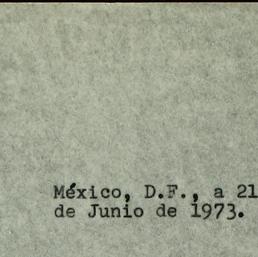 México, D.F., a 21
de Junio de 1973.